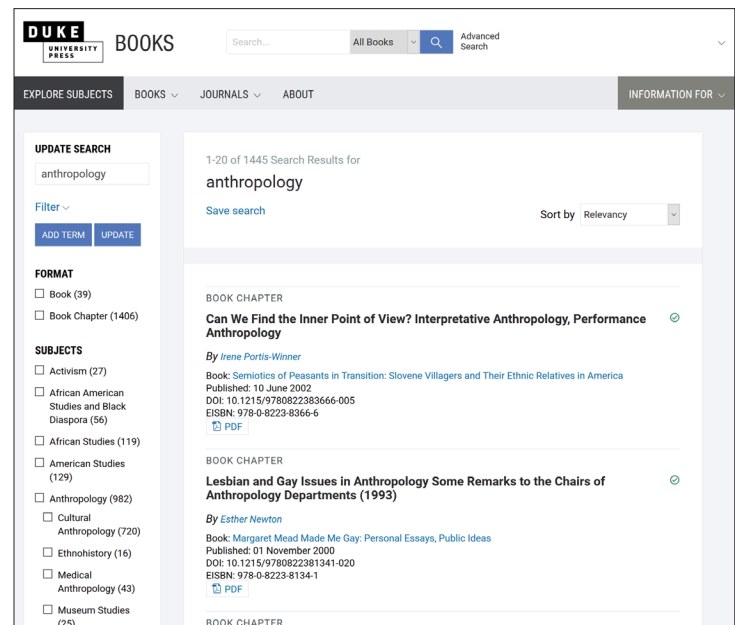 DUKE
UNIVERSITY
PRESS
BOOKS
Search...
All Books
Advanced
Search
EXPLORE SUBJECTS
BOOKS
JOURNALS
ABOUT
INFORMATION FOR
UPDATE SEARCH
anthropology
Filter
ADD TERM
UPDATE
FORMAT
Book (39)
Book Chapter (1406)
SUBJECTS
Activism (27)
African American
Studies and Black
Diaspora (56)
African Studies (119)
American Studies
(129)
Anthropology (982)
Cultural
Anthropology (720)
Ethnohistory (16)
Medical
Anthropology (43)
Museum Studies
(25)
1-20 of 1445 Search Results for
anthropology
Save search
Sort by
Relevancy
BOOK CHAPTER
Can We Find the Inner Point of View? Interpretative Anthropology, Performance
Anthropology
By Irene Portis-Winner
Book: Semiotics of Peasants in Transition: Slovene Villagers and Their Ethnic Relatives in America
Published: 10 June 2002
DOI: 10.1215/9780822383666-005
EISBN: 978-0-8223-8366-6
PDF
BOOK CHAPTER
Lesbian and Gay Issues in Anthropology Some Remarks to the Chairs of
Anthropology Departments (1993)
By Esther Newton
Book: Margaret Mead Made Me Gay: Personal Essays, Public Ideas
Published: 01 November 2000
DOI: 10.1215/9780822381341-020
EISBN: 978-0-8223-8134-1
PDF
BOOK CHAPTER